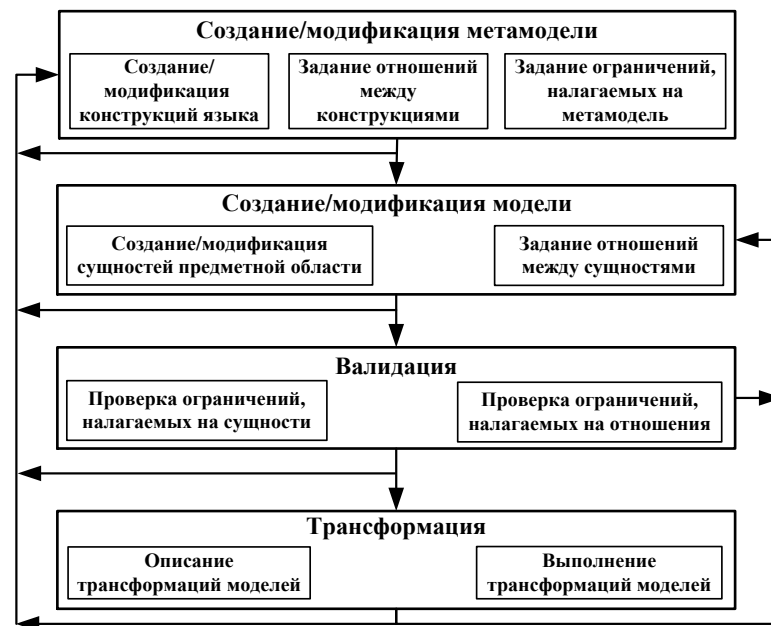 Создание/модификация метамодели
Создание/
модификация
конструкций языка
Задание отношений
между
конструкциями
Задание ограничений,
налагаемых на
метамодель
Создание/модификация модели
Создание/модификация
сущностей предметной области
Задание отношений
между сущностями
Валидация
Проверка ограничений,
налагаемых на сущности
Проверка ограничений,
налагаемых на отношения
Трансформация
Описание
трансформаций моделей
Выполнение
трансформаций моделей